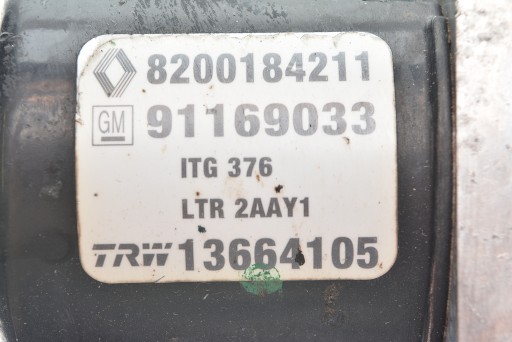 8200184211
GM 91169033
ITG 376
LTR 2AAY1
TRW 13664105